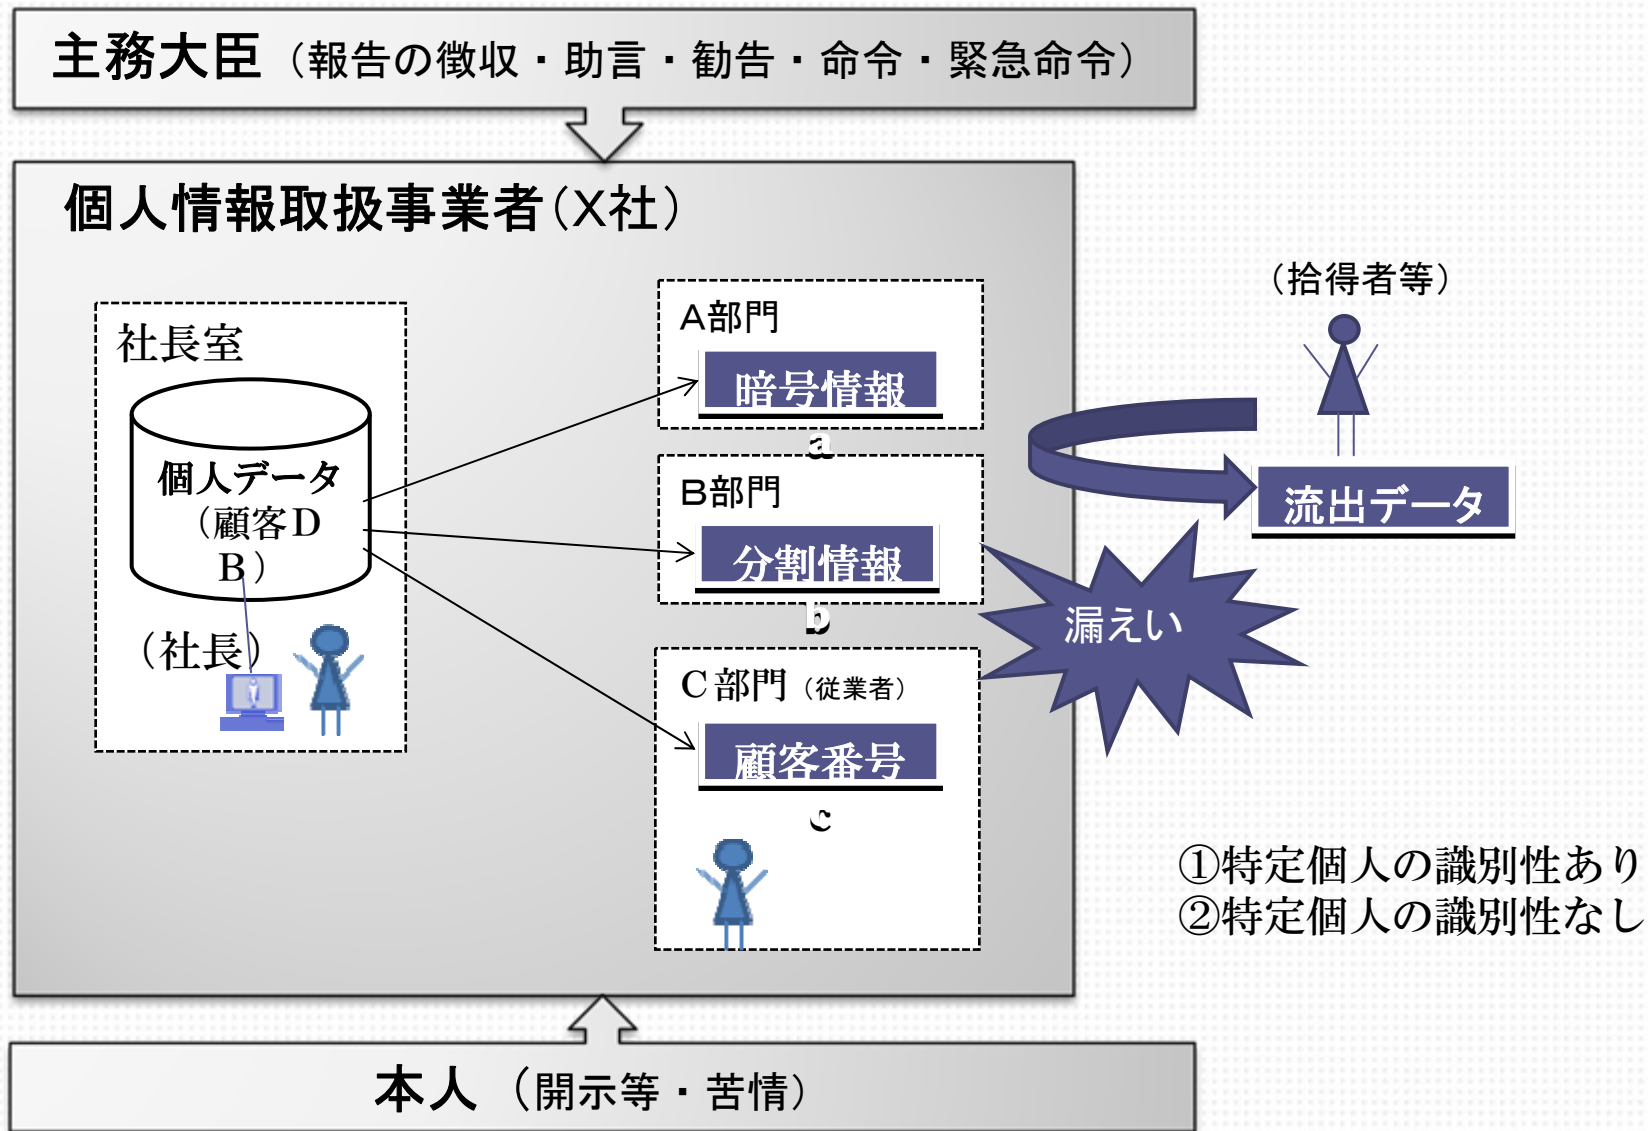 主務大臣（報告の徴収・助言・勧告・命令・緊急命令）
個人情報取扱事業者（X社）
社長室
個人データ
（顧客D
B）
（社長）
A部門
暗号情報
a
B部門
分割情報
b
C部門（従業者）
顧客番号
c
（拾得者等）
流出データ
漏えい
①特定個人の識別性あり
②特定個人の識別性なし
本人（開示等・苦情）